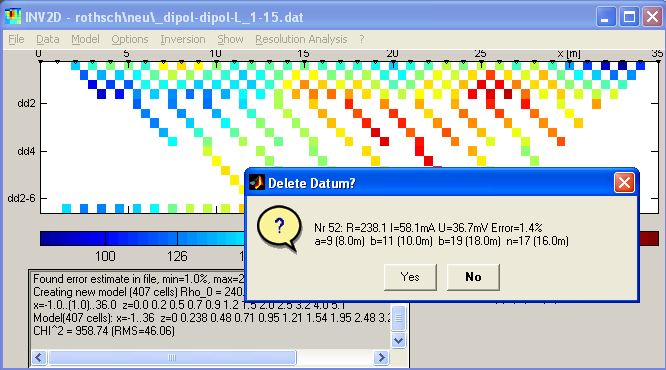 INV2D - rothsch\neu\_dipol-dipol-L_1-15.dat
File Data Model Options Inversion Show Resolution Analysis ?
0 5 10 15 20 25 x [m] 35
dd2
dd4
dd2-6
Delete Datum?
?
Nr 52: R=238.1 I=58.1mA U=36.7mV Error=1.4%
a=9 (8.0m) b=11 (10.0m) b=19 (18.0m) n=17 (16.0m)
Yes No
100 126
Found error estimate in file, min=1.0%, max=2
Creating new model (407 cells) Rho_0 = 240.
x=-1.0..(1.0)..36.0 z=0.0 0.2 0.5 0.7 0.9 1.2 1.5 2.0 2.5 3.2 4.0 5.1
Model(407 cells): x=-1..36 z=0 0.238 0.48 0.71 0.95 1.21 1.54 1.95 2.48 3.2
CHI^2 = 958.74 (RMS=46.06)